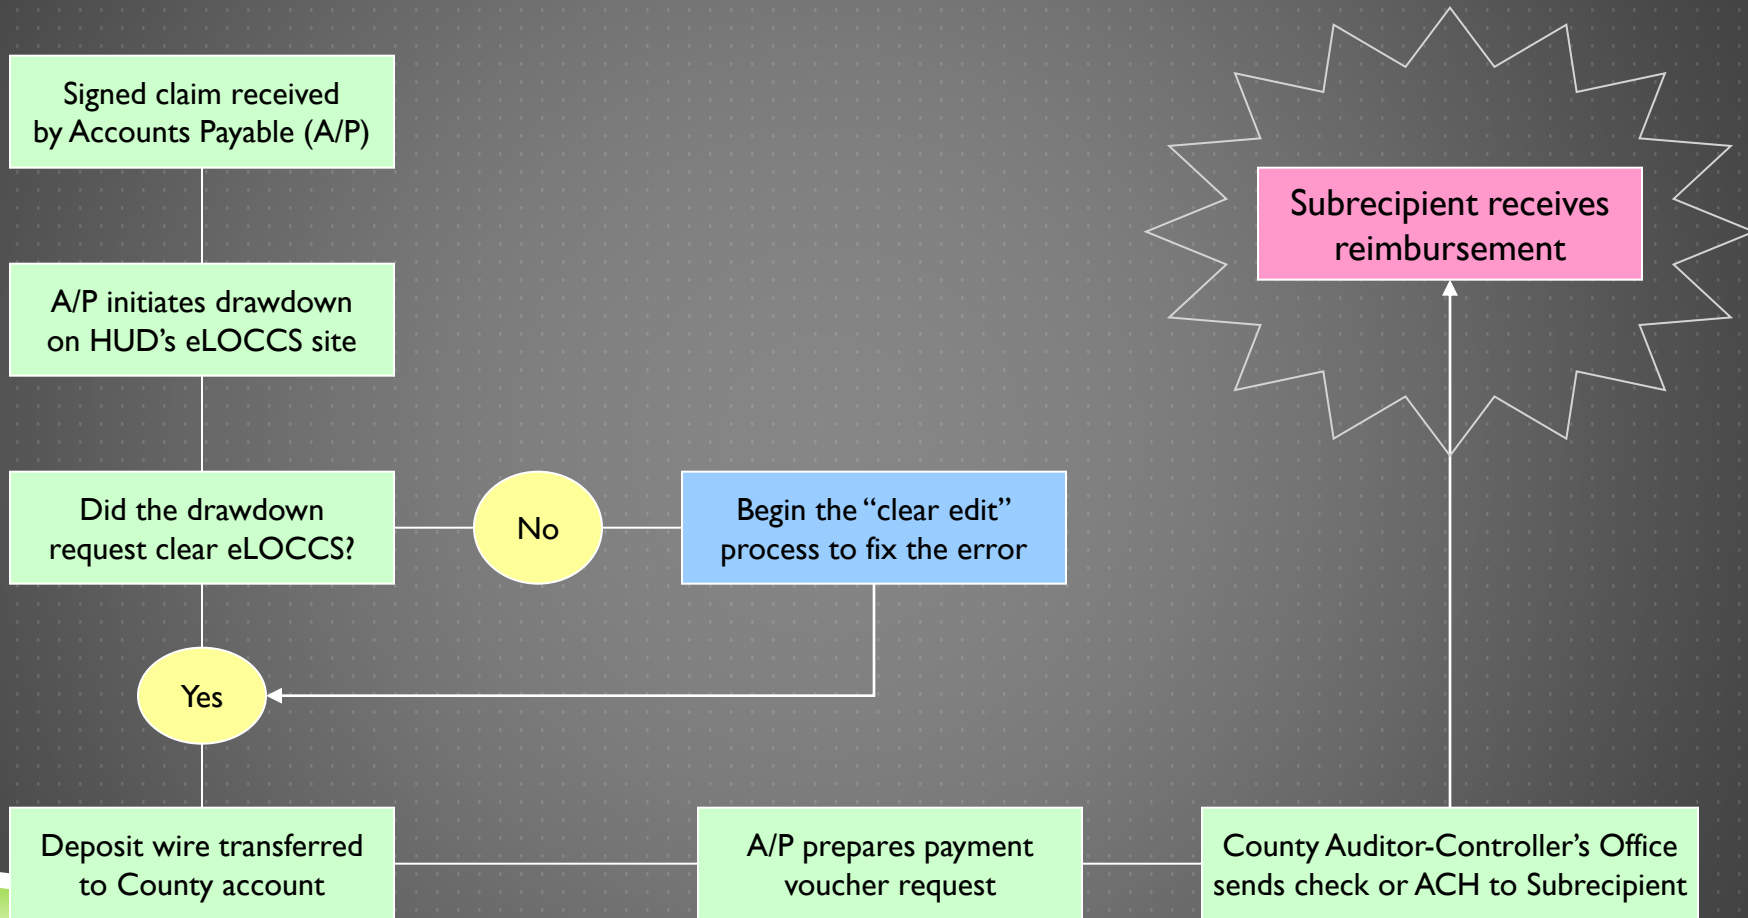 Signed claim received
by Accounts Payable (A/P)
A/P initiates drawdown
on HUD’s eLOCCS site
Did the drawdown
request clear eLOCCS?
No
Begin the “clear edit”
process to fix the error
Yes
Deposit wire transferred
to County account
A/P prepares payment
voucher request
County Auditor-Controller’s Office
sends check or ACH to Subrecipient
Subrecipient receives
reimbursement